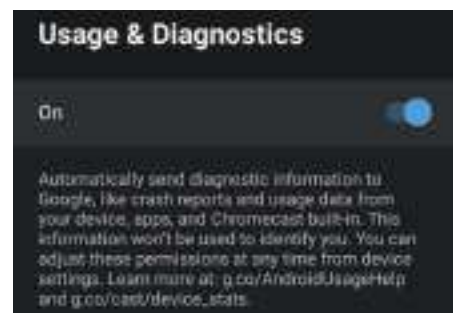 Usage & Diagnostics
On
Automatically send diagnostic information to
Google, like crash reports and usage data from
your device, apps, and Chromecast built-in. This
information won't be used to identify you. You can
adjust these permissions at any time from device
settings. Learn more at: g.co/AndroidUsageHelp
and g.co/cast/device_stats.